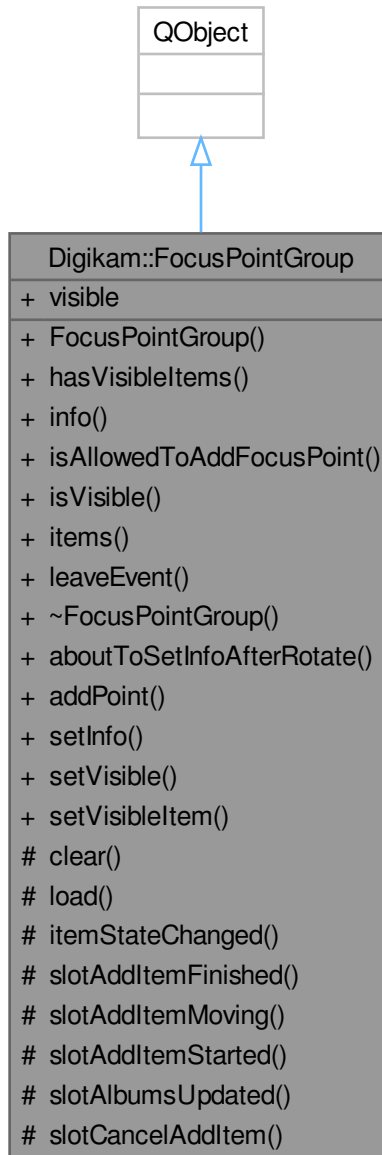 QObject
Digikam::FocusPointGroup
+ visible
+ FocusPointGroup()
+ hasVisibleItems()
+ info()
+ isAllowedToAddFocusPoint()
+ isVisible()
+ items()
+ leaveEvent()
+ ~FocusPointGroup()
+ aboutToSetInfoAfterRotate()
+ addPoint()
+ setInfo()
+ setVisible()
+ setVisibleItem()
# clear()
# load()
# itemStateChanged()
# slotAddItemFinished()
# slotAddItemMoving()
# slotAddItemStarted()
# slotAlbumsUpdated()
# slotCancelAddItem()